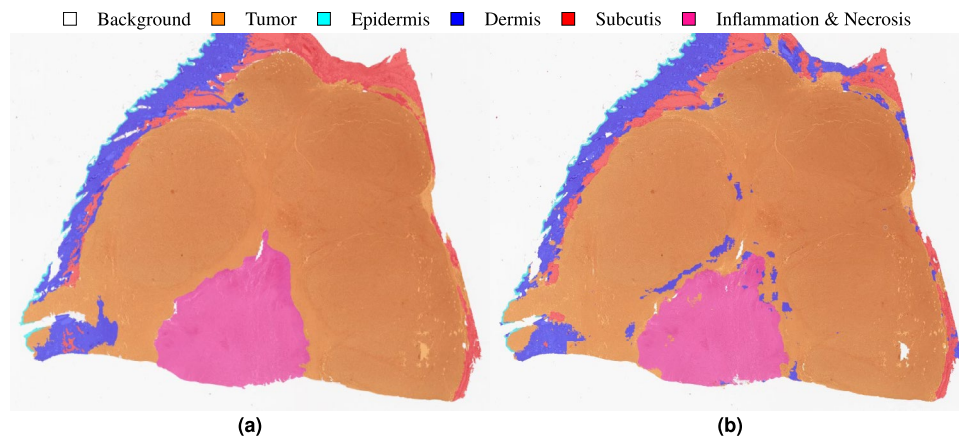 Background Tumor Epidermis Dermis Subcutis Inflammation & Necrosis
(a) (b)